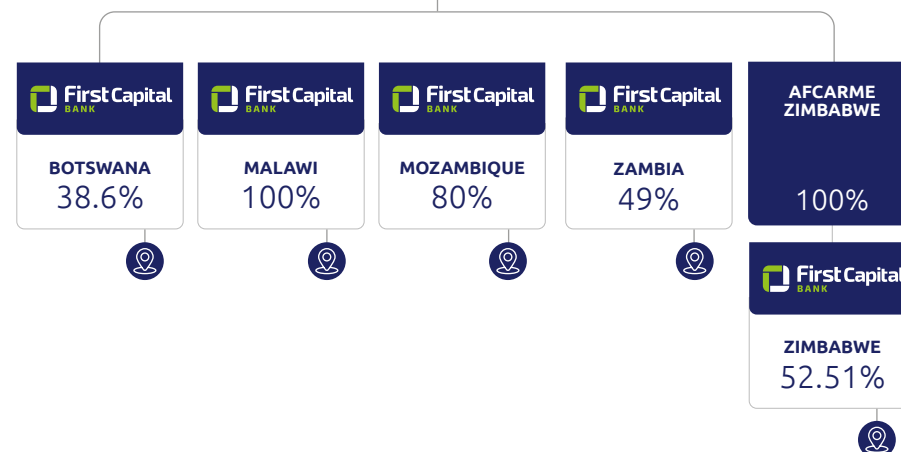 First Capital
BANK
BOTSWANA
38.6%
First Capital
BANK
MALAWI
100%
First Capital
BANK
MOZAMBIQUE
80%
First Capital
BANK
ZAMBIA
49%
AFCARME
ZIMBABWE
100%
First Capital
BANK
ZIMBABWE
52.51%